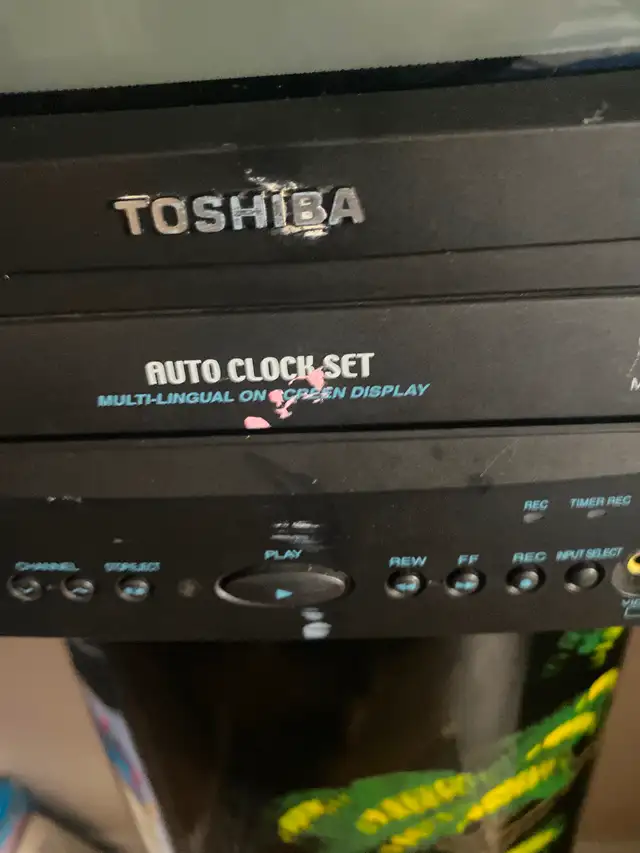 TOSHIBA
AUTO CLOCK SET
MULTI-LINGUAL ON SCREEN DISPLAY
REC TIMER REC
CHANNEL STOP/EJECT PLAY REW FF REC INPUT SELECT